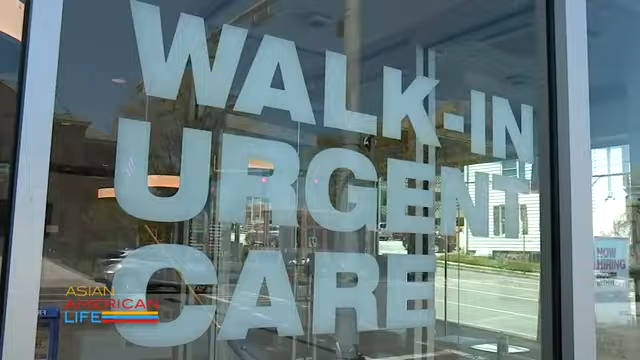 WALK-IN
URGENT
CARE
ASIAN
AMERICAN
LIFE
NOW
HIRING